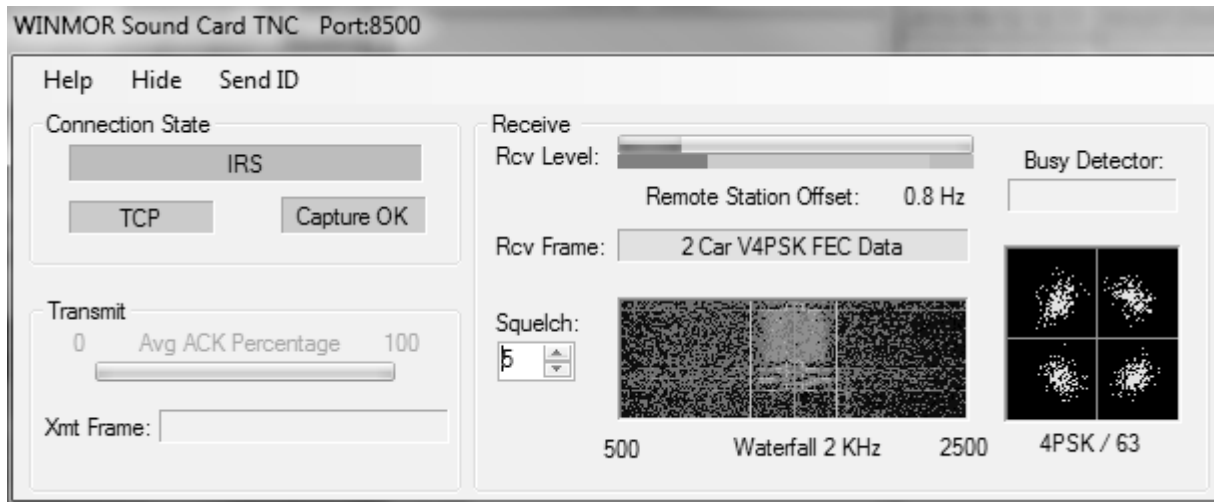 WINMOR Sound Card TNC Port:8500
Help Hide Send ID
Connection State
IRS
TCP Capture OK
Transmit
0 Avg ACK Percentage 100
Xmt Frame:
Receive
Rcv Level:
Busy Detector:
Remote Station Offset: 0.8 Hz
Rcv Frame: 2 Car V4PSK FEC Data
Squelch:
5
500 Waterfall 2 KHz 2500
4PSK / 63